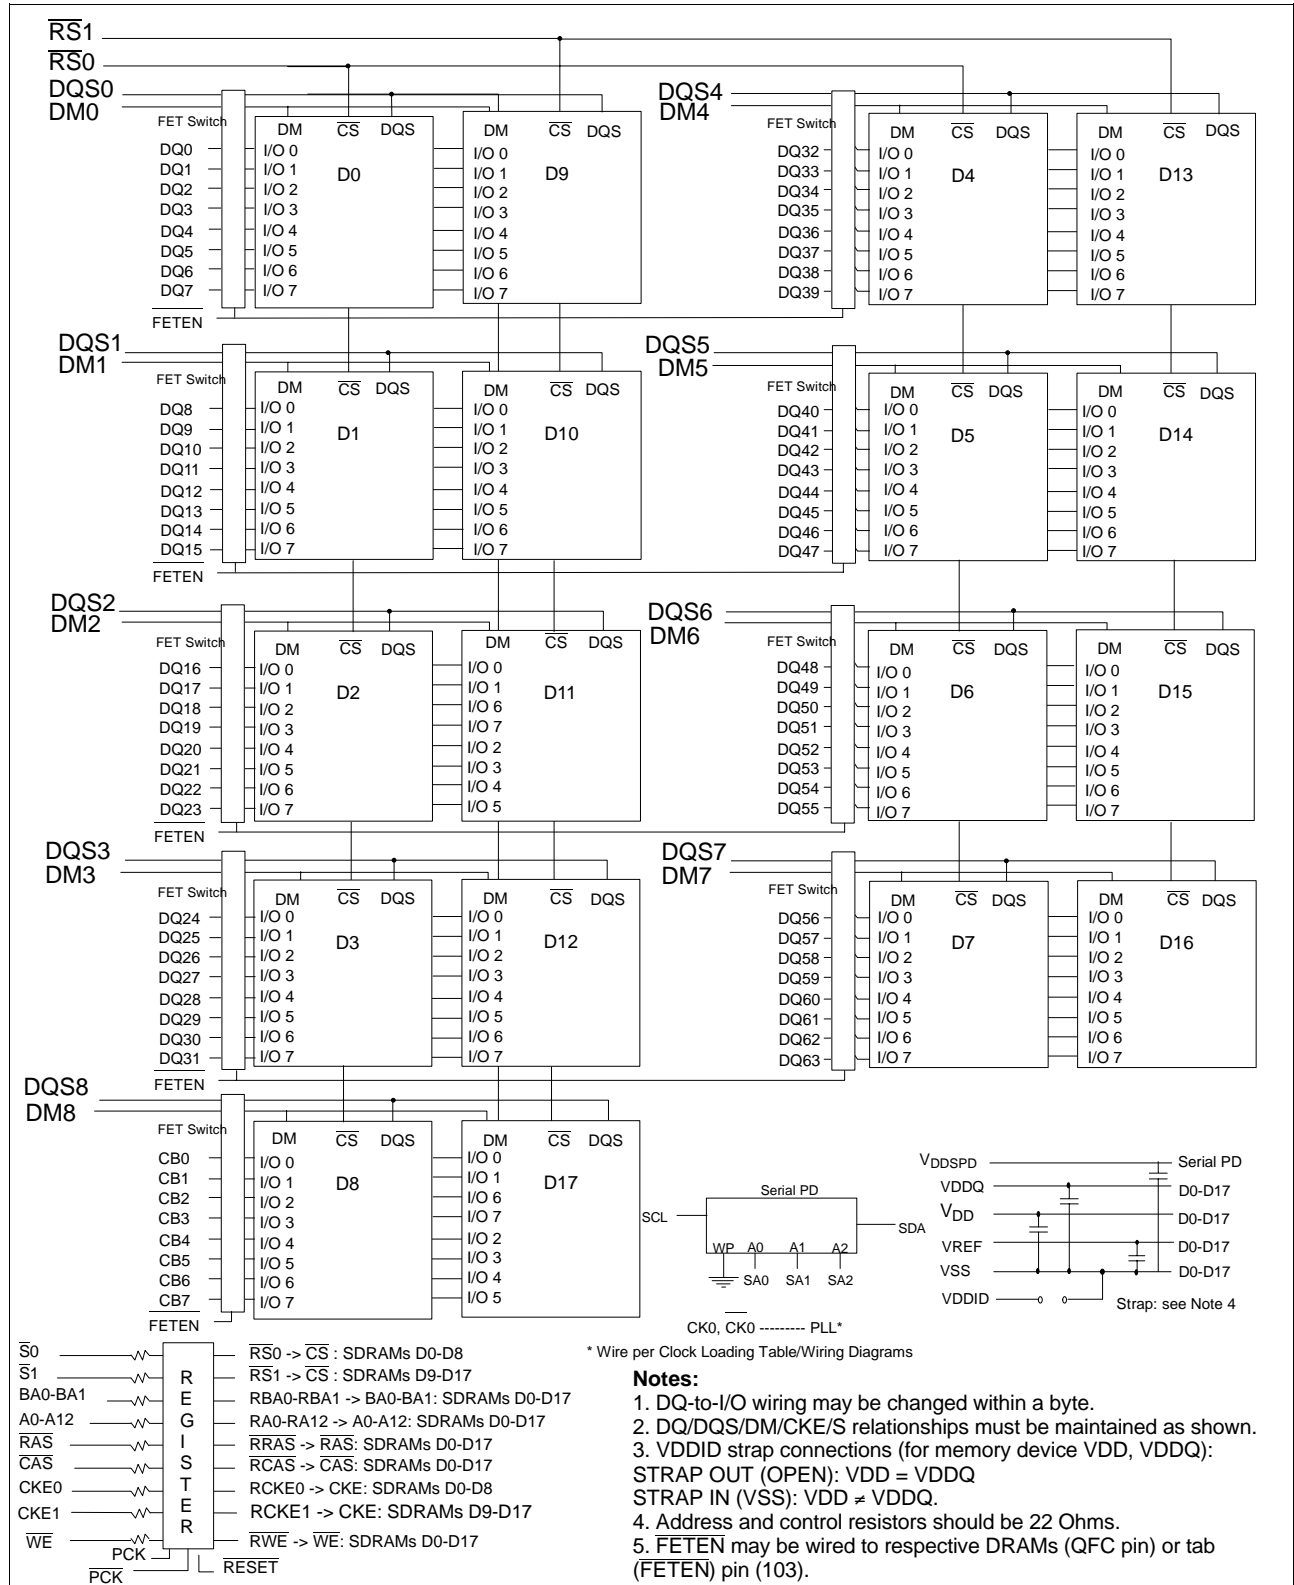 RS1
RS0
DQS0
DM0
FET Switch
DM CS DQS
DM CS DQS
DQ0 I/O 0 I/O 0
DQ1 I/O 1 D0 I/O 1 D9
DQ2 I/O 2 I/O 2
DQ3 I/O 3 I/O 3
DQ4 I/O 4 I/O 4
DQ5 I/O 5 I/O 5
DQ6 I/O 6 I/O 6
DQ7 I/O 7 I/O 7
FETEN
DQS4
DM4
FET Switch
DM CS DQS
DM CS DQS
DQ32 I/O 0 I/O 0
DQ33 I/O 1 D4 I/O 1 D13
DQ34 I/O 2 I/O 2
DQ35 I/O 3 I/O 3
DQ36 I/O 4 I/O 4
DQ37 I/O 5 I/O 5
DQ38 I/O 6 I/O 6
DQ39 I/O 7 I/O 7
DQS1
DM1
FET Switch
DM CS DQS
DM CS DQS
DQ8 I/O 0 I/O 0
DQ9 I/O 1 D1 I/O 1 D10
DQ10 I/O 2 I/O 2
DQ11 I/O 3 I/O 3
DQ12 I/O 4 I/O 4
DQ13 I/O 5 I/O 5
DQ14 I/O 6 I/O 6
DQ15 I/O 7 I/O 7
FETEN
DQS5
DM5
FET Switch
DM CS DQS
DM CS DQS
DQ40 I/O 0 I/O 0
DQ41 I/O 1 D5 I/O 1 D14
DQ42 I/O 2 I/O 2
DQ43 I/O 3 I/O 3
DQ44 I/O 4 I/O 4
DQ45 I/O 5 I/O 5
DQ46 I/O 6 I/O 6
DQ47 I/O 7 I/O 7
DQS2
DM2
FET Switch
DM CS DQS
DM CS DQS
DQ16 I/O 0 I/O 0
DQ17 I/O 1 D2 I/O 1 D11
DQ18 I/O 2 I/O 6
DQ19 I/O 3 I/O 7
DQ20 I/O 4 I/O 2
DQ21 I/O 5 I/O 3
DQ22 I/O 6 I/O 4
DQ23 I/O 7 I/O 5
FETEN
DQS6
DM6
FET Switch
DM CS DQS
DM CS DQS
DQ48 I/O 0 I/O 0
DQ49 I/O 1 D6 I/O 1 D15
DQ50 I/O 2 I/O 2
DQ51 I/O 3 I/O 3
DQ52 I/O 4 I/O 4
DQ53 I/O 5 I/O 5
DQ54 I/O 6 I/O 6
DQ55 I/O 7 I/O 7
DQS3
DM3
FET Switch
DM CS DQS
DM CS DQS
DQ24 I/O 0 I/O 0
DQ25 I/O 1 D3 I/O 1 D12
DQ26 I/O 2 I/O 2
DQ27 I/O 3 I/O 3
DQ28 I/O 4 I/O 4
DQ29 I/O 5 I/O 5
DQ30 I/O 6 I/O 6
DQ31 I/O 7 I/O 7
FETEN
DQS7
DM7
FET Switch
DM CS DQS
DM CS DQS
DQ56 I/O 0 I/O 0
DQ57 I/O 1 D7 I/O 1 D16
DQ58 I/O 2 I/O 2
DQ59 I/O 3 I/O 3
DQ60 I/O 4 I/O 4
DQ61 I/O 5 I/O 5
DQ62 I/O 6 I/O 6
DQ63 I/O 7 I/O 7
DQS8
DM8
FET Switch
DM CS DQS
DM CS DQS
CB0 I/O 0 I/O 0
CB1 I/O 1 D8 I/O 1 D17
CB2 I/O 2 I/O 6
CB3 I/O 3 I/O 7
CB4 I/O 4 I/O 2
CB5 I/O 5 I/O 3
CB6 I/O 6 I/O 4
CB7 I/O 7 I/O 5
FETEN
Serial PD
SCL SDA
WP A0 A1 A2
SA0 SA1 SA2
CK0, CK0 --------- PLL*
* Wire per Clock Loading Table/Wiring Diagrams
VDDSPD Serial PD
VDDQ D0-D17
VDD D0-D17
VREF D0-D17
VSS D0-D17
VDDID Strap: see Note 4
REGISTER
S0 RS0 -> CS : SDRAMs D0-D8
S1 RS1 -> CS: SDRAMs D9-D17
BA0-BA1 RBA0-RBA1 -> BA0-BA1: SDRAMs D0-D17
A0-A12 RA0-RA12 -> A0-A12: SDRAMs D0-D17
RAS RRAS -> RAS: SDRAMs D0-D17
CAS RCAS -> CAS: SDRAMs D0-D17
CKE0 RCKE0 -> CKE: SDRAMs D0-D8
CKE1 RCKE1 -> CKE: SDRAMs D9-D17
WE RWE -> WE: SDRAMs D0-D17
PCK
PCK RESET
Notes:
1. DQ-to-I/O wiring may be changed within a byte.
2. DQ/DQS/DM/CKE/S relationships must be maintained as shown.
3. VDDID strap connections (for memory device VDD, VDDQ):
STRAP OUT (OPEN): VDD = VDDQ
STRAP IN (VSS): VDD ≠ VDDQ.
4. Address and control resistors should be 22 Ohms.
5. FETEN may be wired to respective DRAMs (QFC pin) or tab
(FETEN) pin (103).